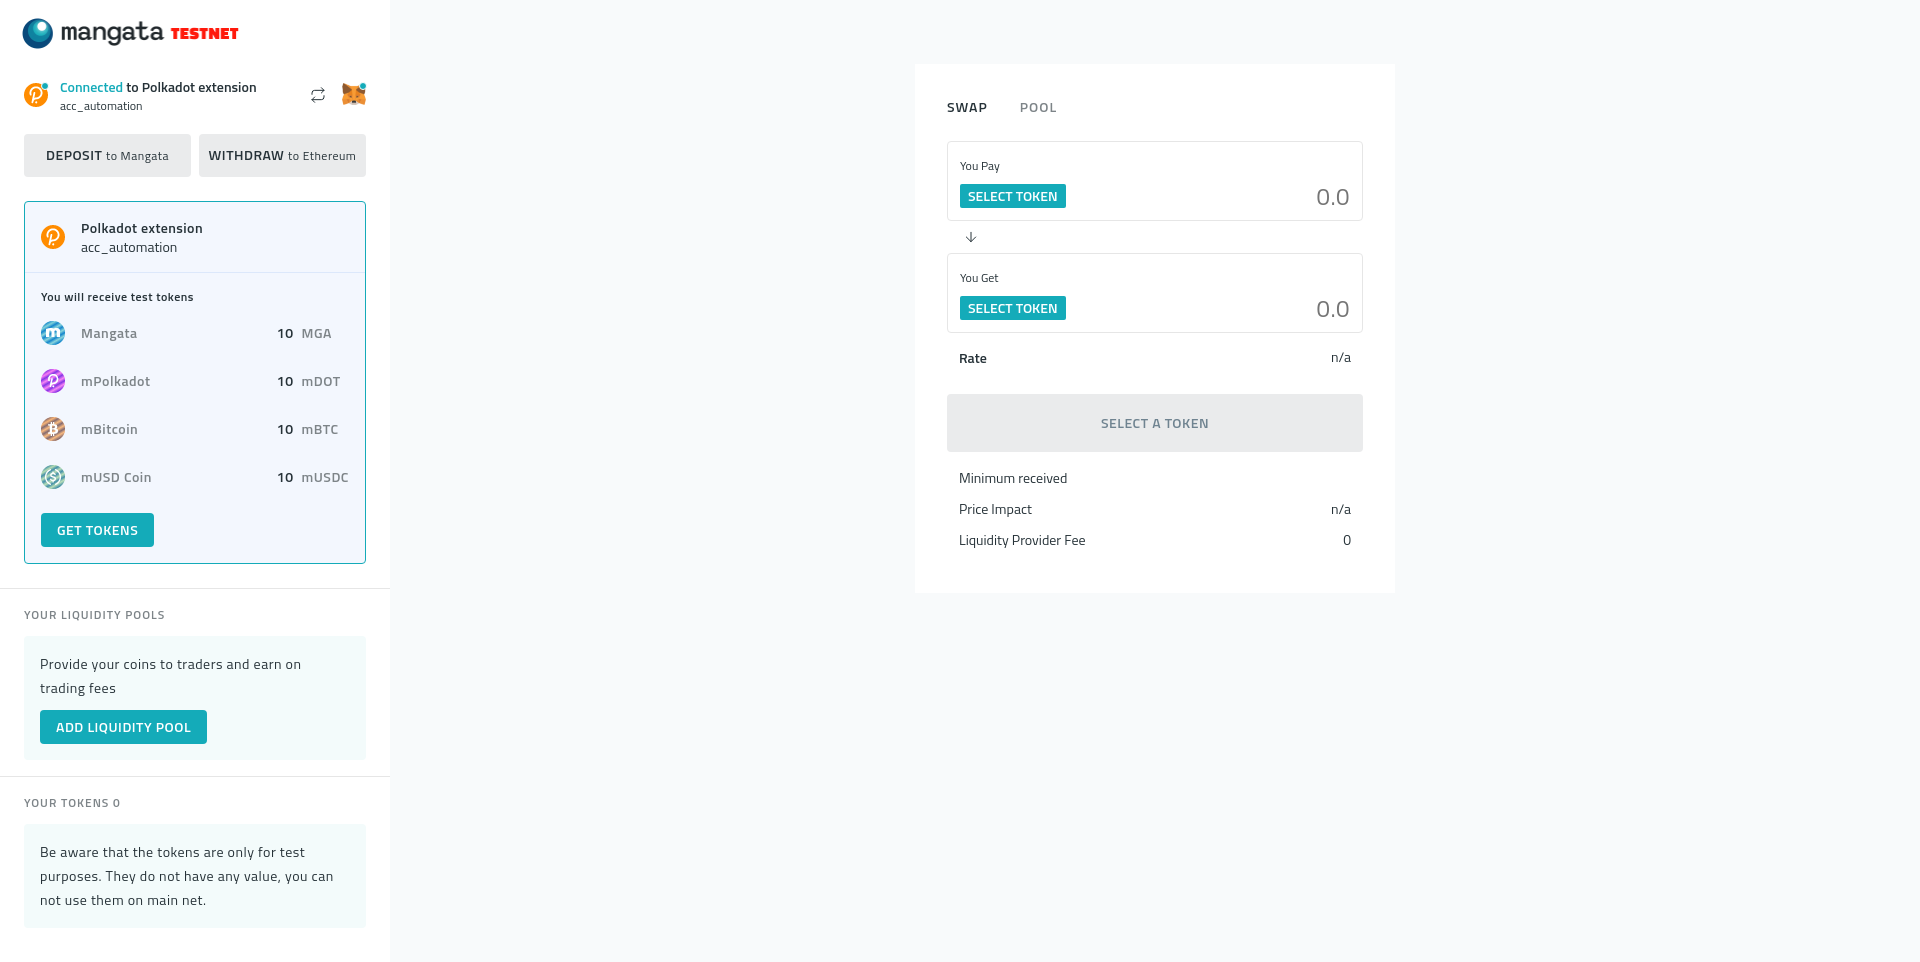 mangata TESTNET
Connected to Polkadot extension
acc_automation
DEPOSIT to Mangata
WITHDRAW to Ethereum
Polkadot extension
acc_automation
You will receive test tokens
Mangata 10 MGA
mPolkadot 10 mDOT
mBitcoin 10 mBTC
mUSD Coin 10 mUSDC
GET TOKENS
YOUR LIQUIDITY POOLS
Provide your coins to traders and earn on
trading fees
ADD LIQUIDITY POOL
YOUR TOKENS 0
Be aware that the tokens are only for test
purposes. They do not have any value, you can
not use them on main net.
SWAP POOL
You Pay
SELECT TOKEN 0.0
You Get
SELECT TOKEN 0.0
Rate n/a
SELECT A TOKEN
Minimum received
Price Impact n/a
Liquidity Provider Fee 0